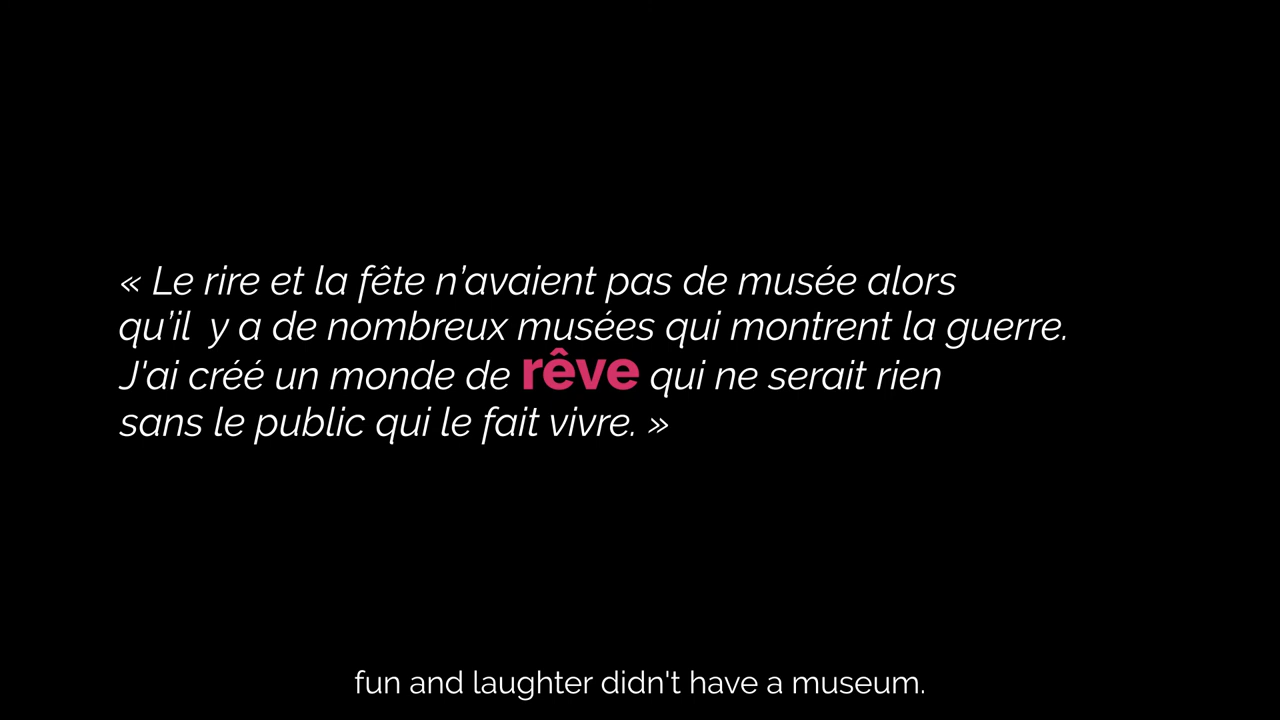 « Le rire et la fête n’avaient pas de musée alors
qu’il y a de nombreux musées qui montrent la guerre.
J'ai créé un monde de rêve qui ne serait rien
sans le public qui le fait vivre. »
fun and laughter didn't have a museum.